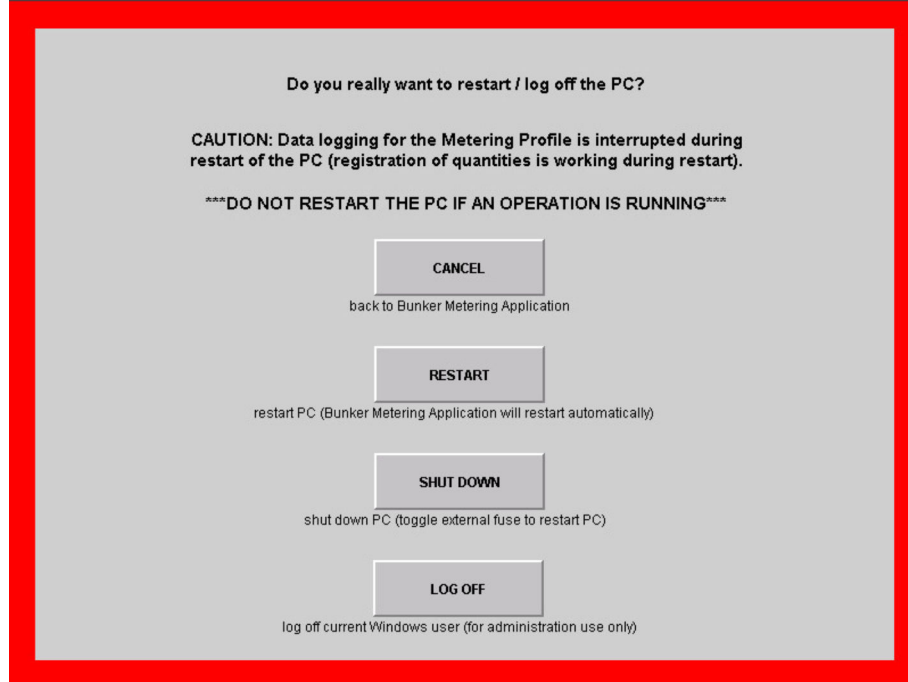 Do you really want to restart / log off the PC?
CAUTION: Data logging for the Metering Profile is interrupted during
restart of the PC (registration of quantities is working during restart).
***DO NOT RESTART THE PC IF AN OPERATION IS RUNNING***
CANCEL
back to Bunker Metering Application
RESTART
restart PC (Bunker Metering Application will restart automatically)
SHUT DOWN
shut down PC (toggle external fuse to restart PC)
LOG OFF
log off current Windows user (for administration use only)